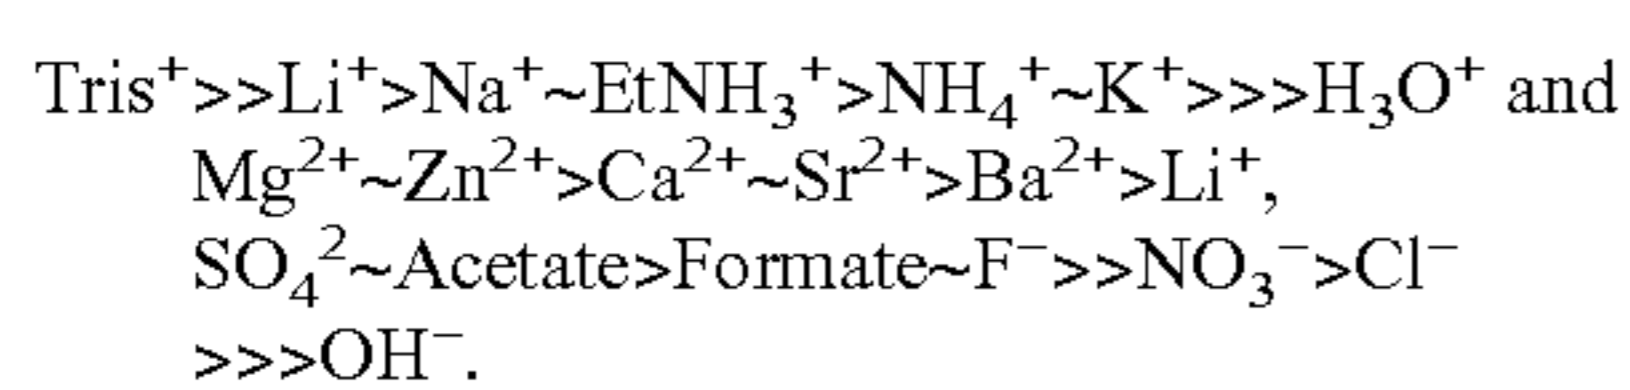 Tris⁺>>Li⁺>Na⁺~EtNH₃⁺>NH₄⁺~K⁺>>>H₃O⁺ and
Mg²⁺~Zn²⁺>Ca²⁺~Sr²⁺>Ba²⁺>Li⁺,
SO₄²~Acetate>Formate~F⁻>>NO₃⁻>Cl⁻
>>>OH⁻.